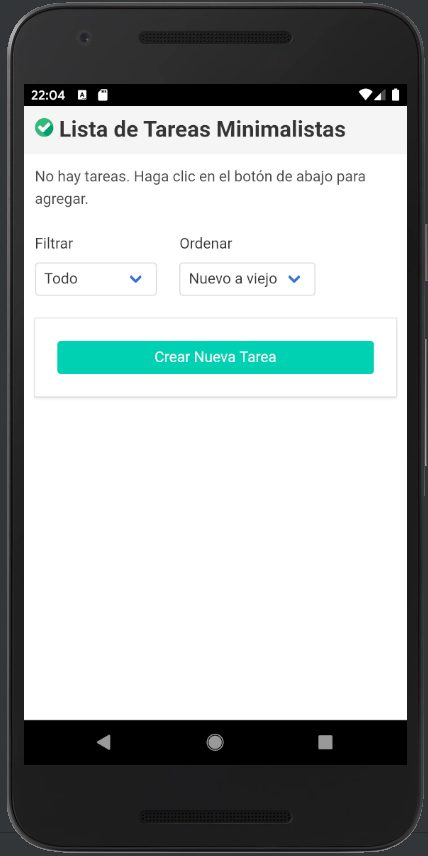 22:04
Lista de Tareas Minimalistas
No hay tareas. Haga clic en el botón de abajo para
agregar.
Filtrar Ordenar
Todo Nuevo a viejo
Crear Nueva Tarea